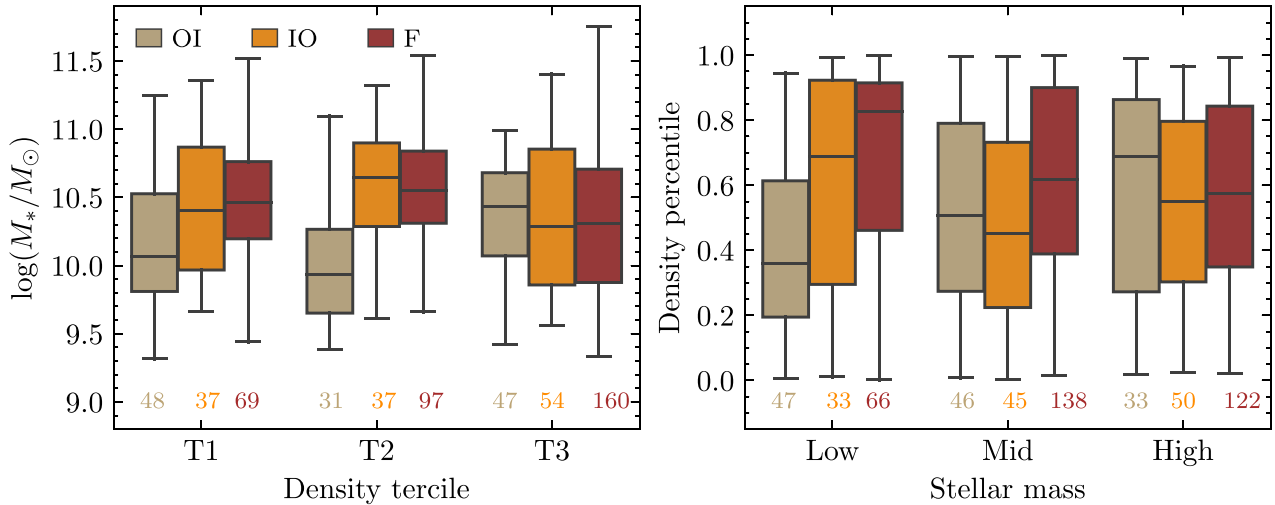 OI IO F
log(M*/M⊙)
11.5
11.0
10.5
10.0
9.5
9.0
48 37 69 31 37 97 47 54 160
T1 T2 T3
Density tercile
Density percentile
1.0
0.8
0.6
0.4
0.2
0.0
47 33 66 46 45 138 33 50 122
Low Mid High
Stellar mass